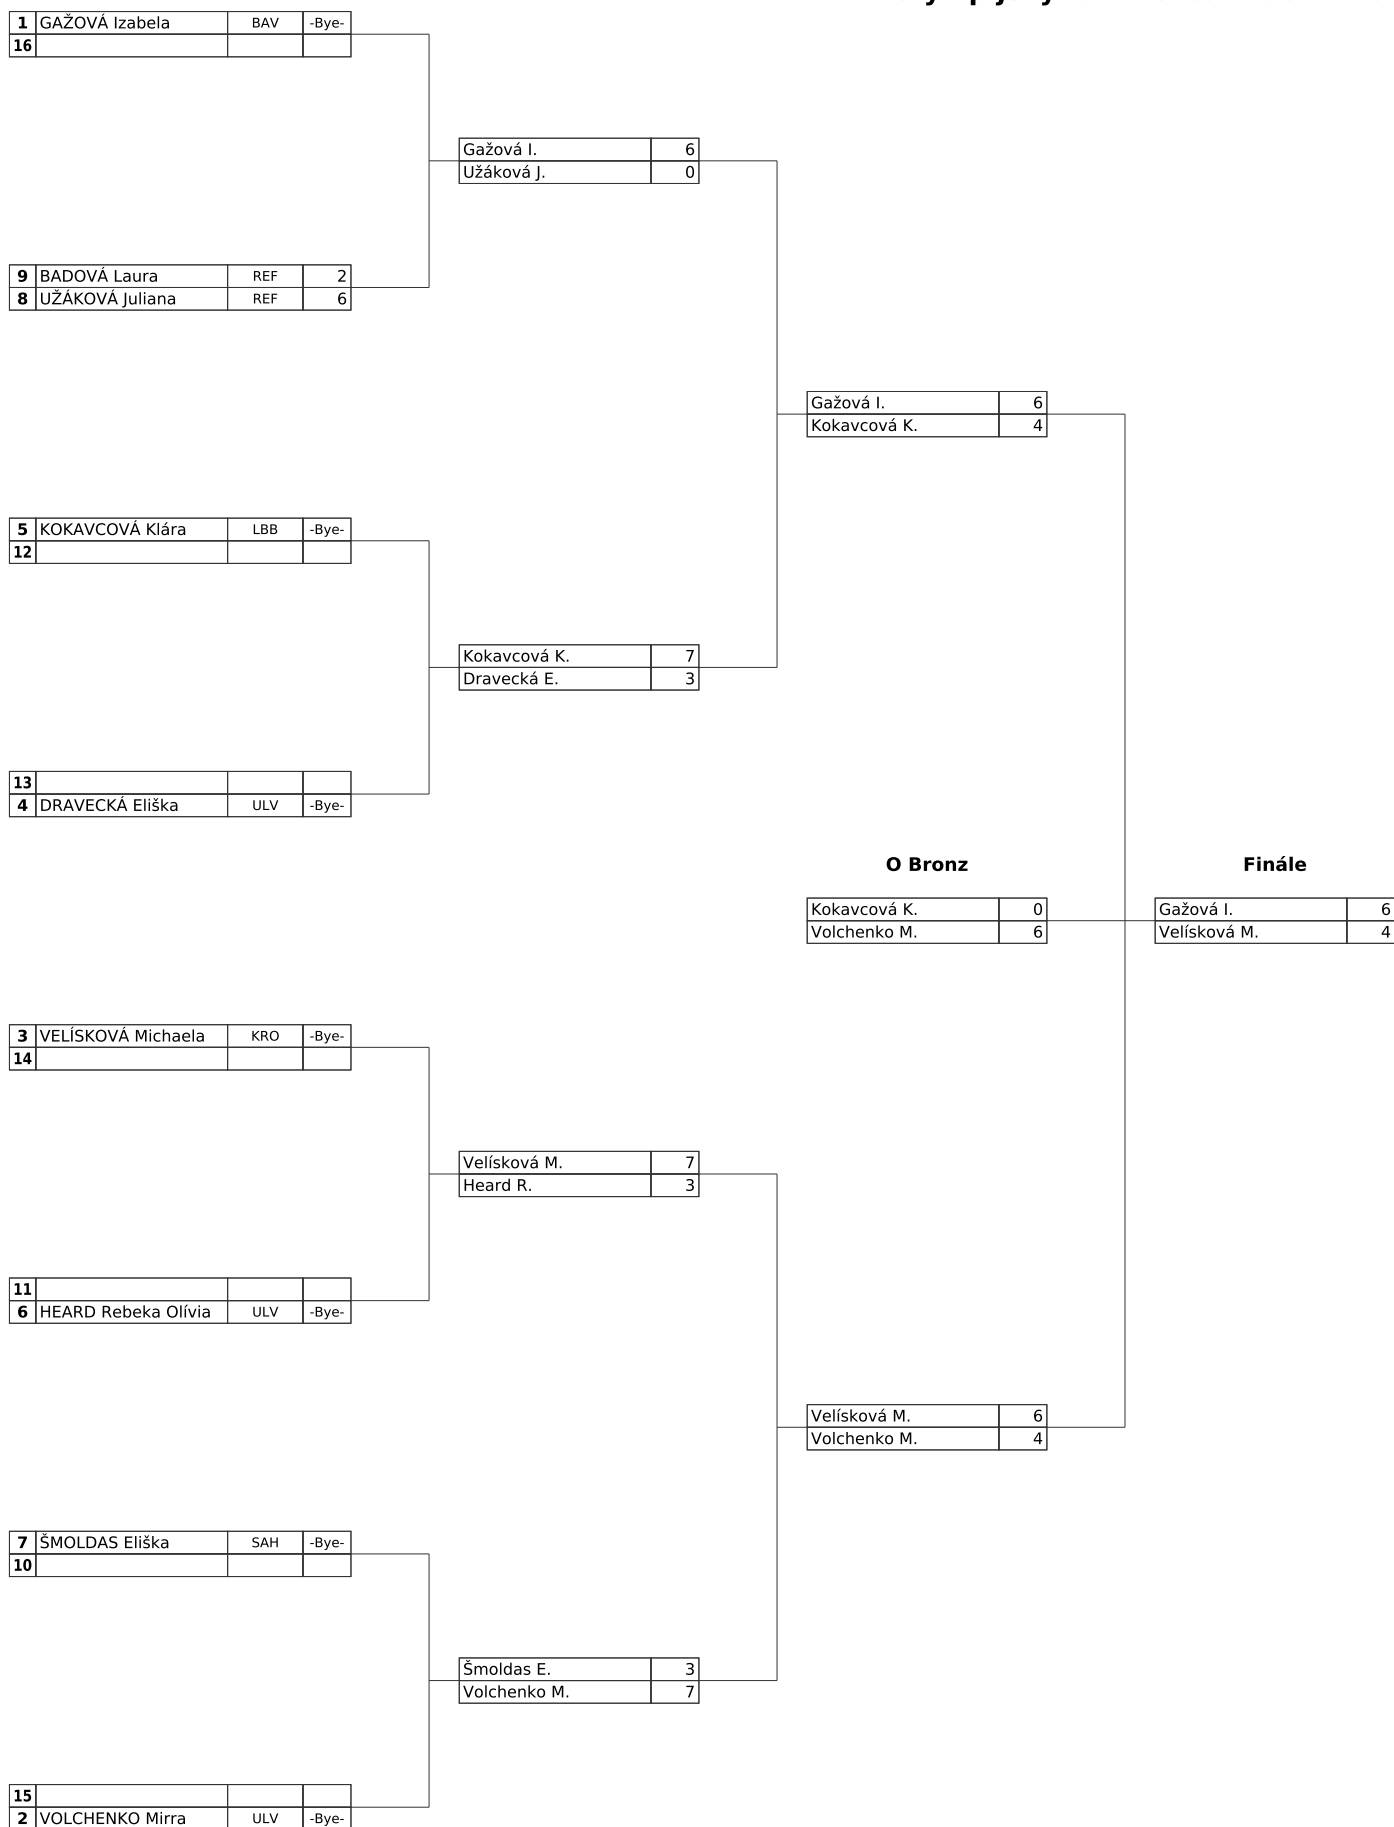 1 GAŽOVÁ Izabela BAV -Bye-
16
Gažová I. 6
Užáková J. 0
9 BADOVÁ Laura REF 2
8 UŽÁKOVÁ Juliana REF 6
Gažová I. 6
Kokavcová K. 4
5 KOKAVCOVÁ Klára LBB -Bye-
12
Kokavcová K. 7
Dravecká E. 3
13
4 DRAVECKÁ Eliška ULV -Bye-
O Bronz Finále
Kokavcová K. 0 Gažová I. 6
Volchenko M. 6 Velísková M. 4
3 VELÍSKOVÁ Michaela KRO -Bye-
14
Velísková M. 7
Heard R. 3
11
6 HEARD Rebeka Olívia ULV -Bye-
Velísková M. 6
Volchenko M. 4
7 ŠMOLDAS Eliška SAH -Bye-
10
Šmoldas E. 3
Volchenko M. 7
15
2 VOLCHENKO Mirra ULV -Bye-